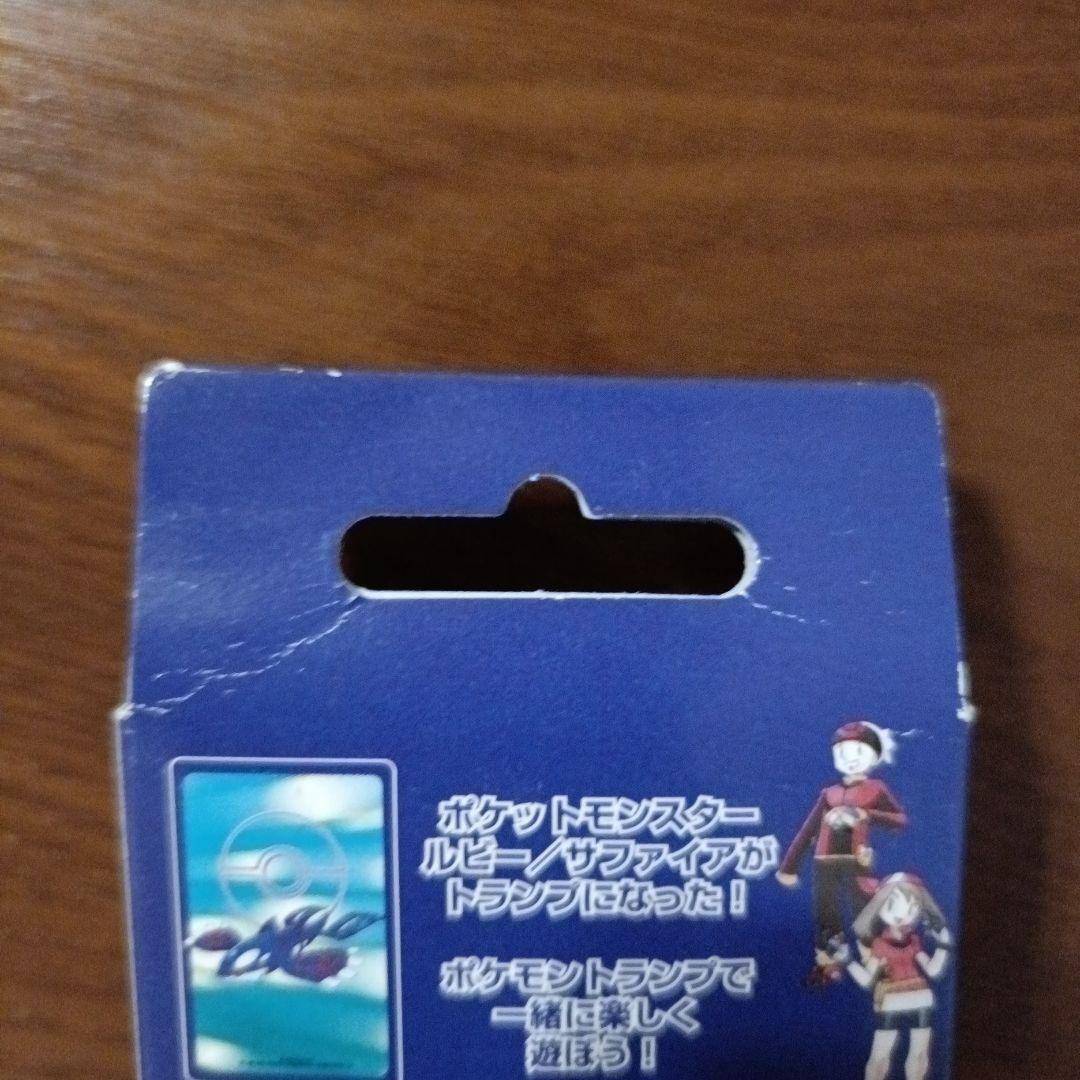 ポケットモンスター
ルビー／サファイアが
トランプになった！
ポケモントランプで
一緒に楽しく
遊ぼう！